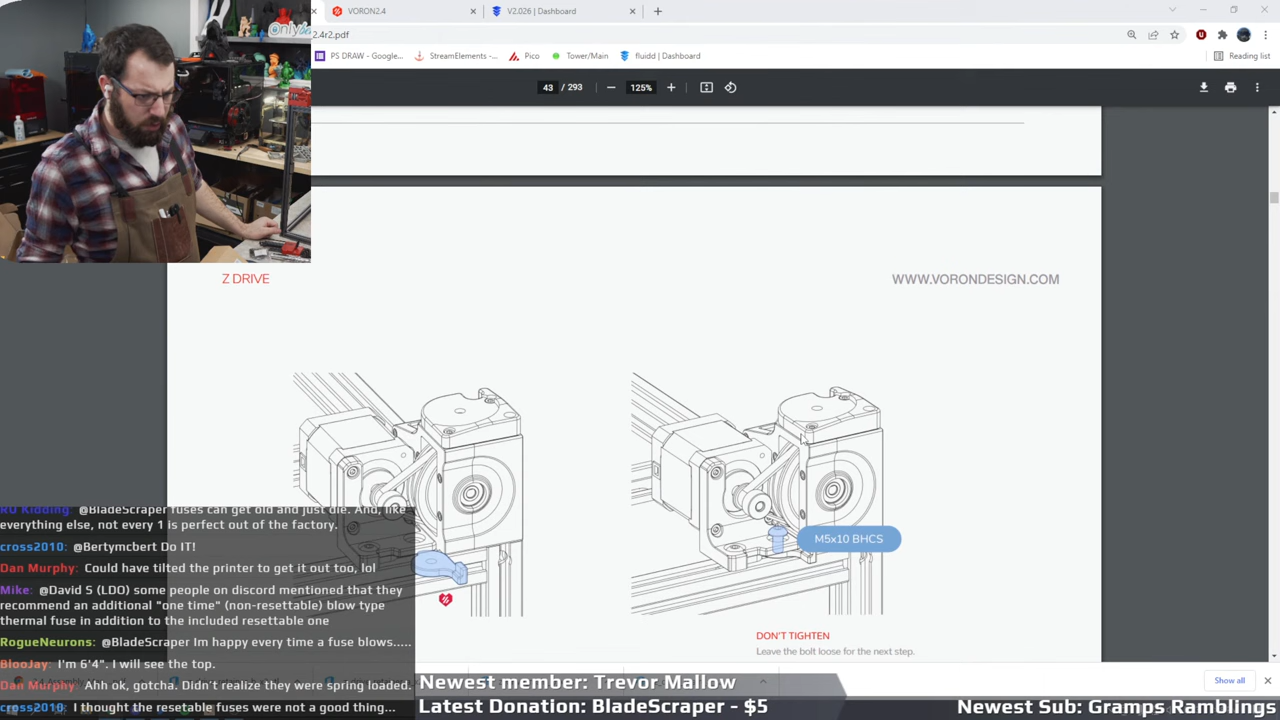 VORON2.4
V2.026 | Dashboard
2.4r2.pdf
PS DRAW - Google...
StreamElements -...
Pico
Tower/Main
fluidd | Dashboard
Reading list
43 / 293
125%
Z DRIVE
WWW.VORONDESIGN.COM
M5x10 BHCS
DON'T TIGHTEN
Leave the bolt loose for the next step.
RU Kidding: @BladeScraper fuses can get old and just die. And, like
everything else, not every 1 is perfect out of the factory.
cross2010: @Bertymcbert Do IT!
Dan Murphy: Could have tilted the printer to get it out too, lol
Mike: @David S (LDO) some people on discord mentioned that they
recommend an additional "one time" (non-resettable) blow type
thermal fuse in addition to the included resetable one
RogueNeurons: @BladeScraper Im happy every time a fuse blows.....
BlooJay: I'm 6'4". I will see the top.
Dan Murphy: Ahh ok, gotcha. Didn't realize they were spring loaded.
cross2010: I thought the resetable fuses were not a good thing...
Show all
Newest member: Trevor Mallow
Latest Donation: BladeScraper - $5
Newest Sub: Gramps Ramblings